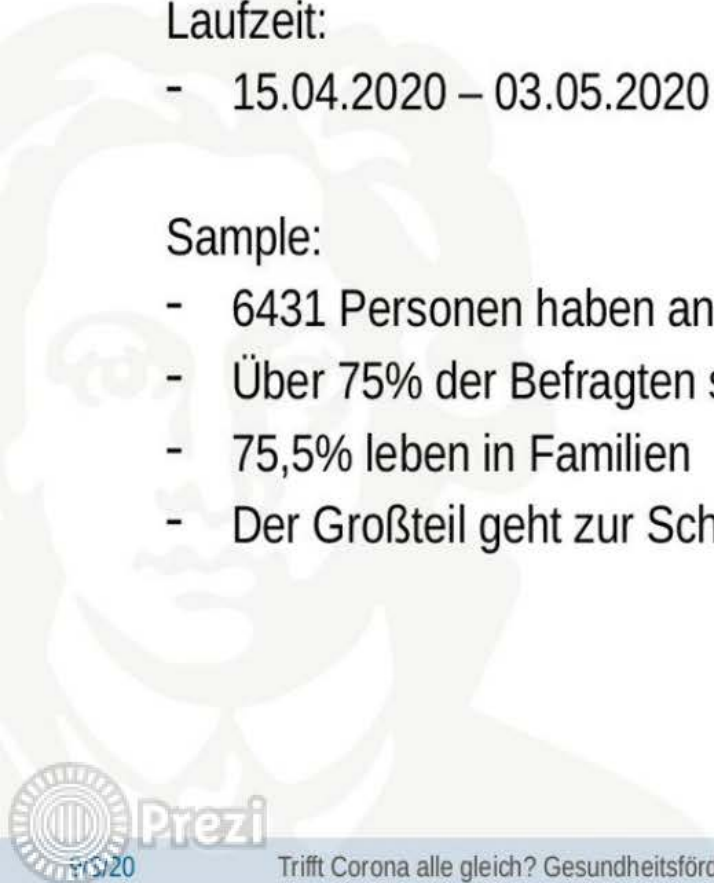 Laufzeit:
- 15.04.2020 – 03.05.2020
Sample:
- 6431 Personen haben an
- Über 75% der Befragten
- 75,5% leben in Familien
- Der Großteil geht zur Sch
Prezi
/20 Trifft Corona alle gleich? Gesundheitsförd